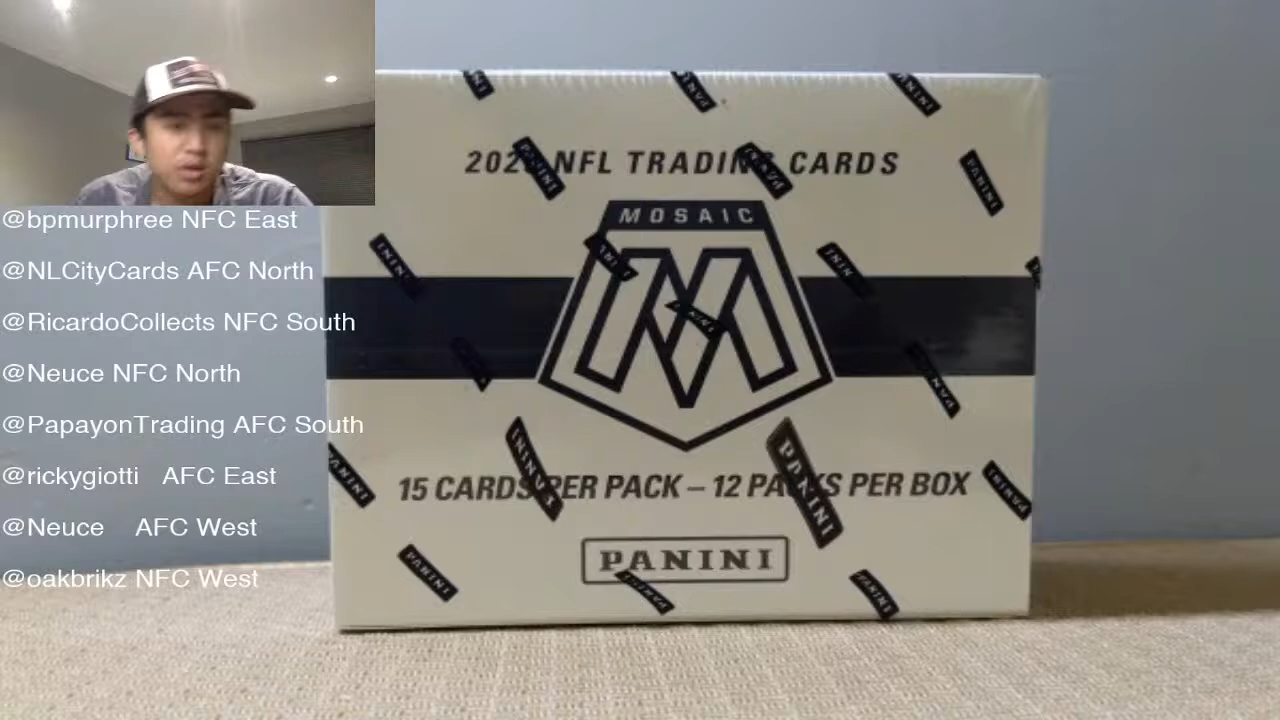 @bpmurphree NFC East
@NLCityCards AFC North
@RicardoCollects NFC South
@Neuce NFC North
@PapayonTrading AFC South
@rickygiotti AFC East
@Neuce AFC West
@oakbrikz NFC West
NFL TRADING CARDS
MOSAIC
15 CARDS PER PACK – 12 PACKS PER BOX
PANINI